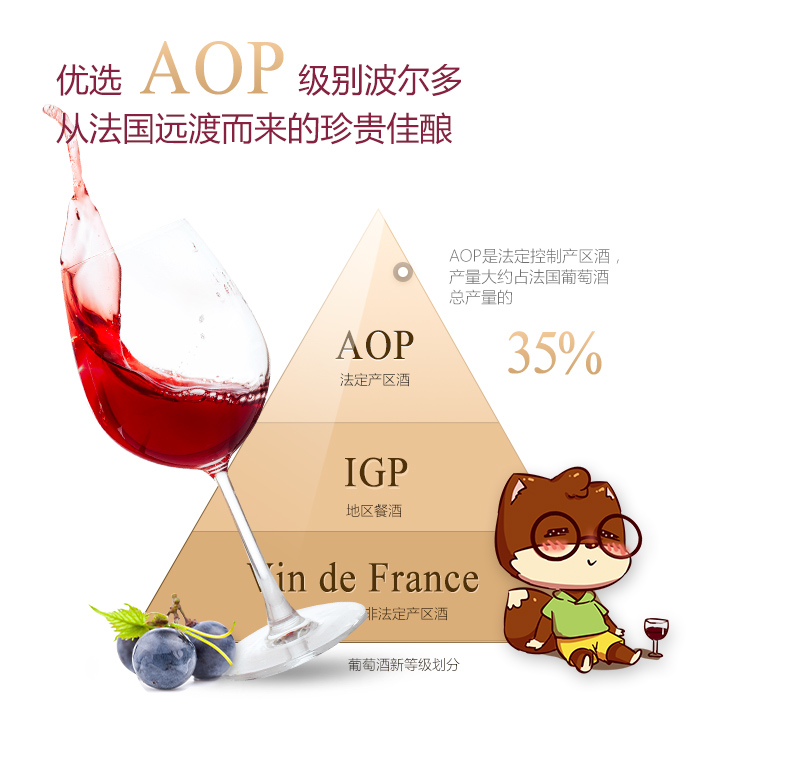 优选 AOP 级别波尔多
从法国远渡而来的珍贵佳酿
AOP是法定控制产区酒，
产量大约占法国葡萄酒
总产量的
35%
AOP
法定产区酒
IGP
地区餐酒
Vin de France
非法定产区酒
葡萄酒新等级划分